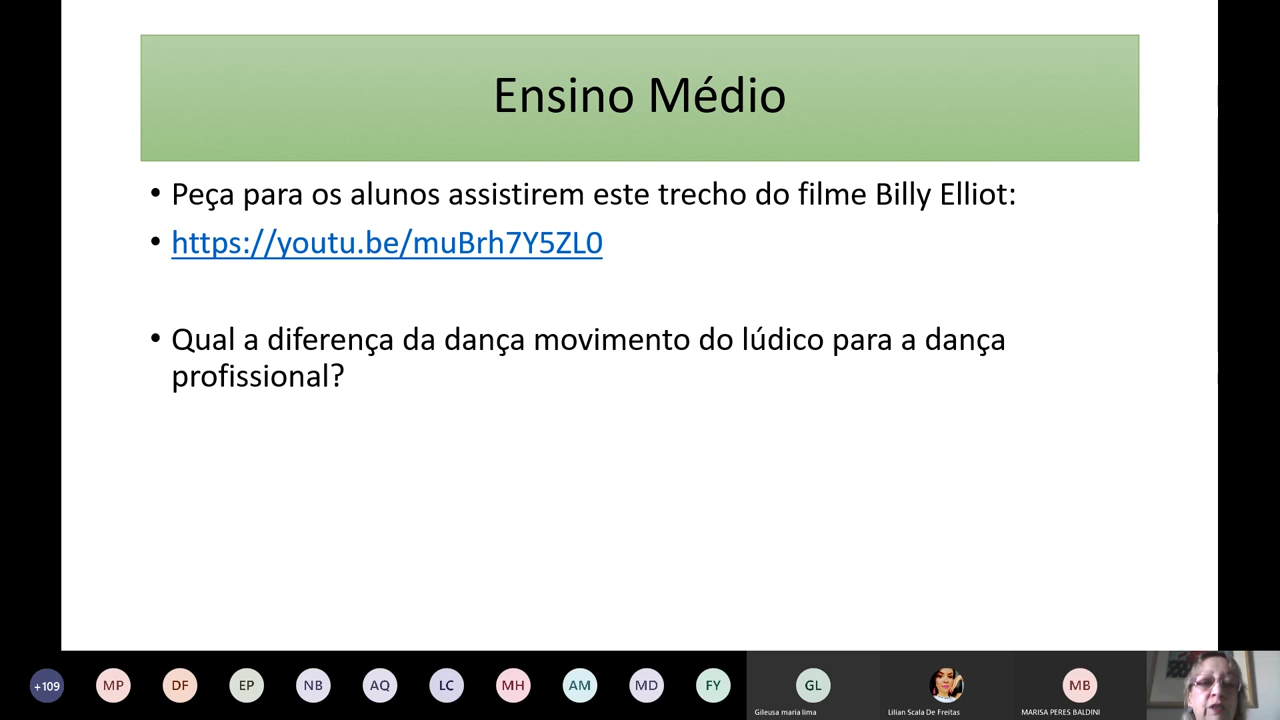 Ensino Médio
• Peça para os alunos assistirem este trecho do filme Billy Elliot:
• https://youtu.be/muBrh7Y5ZL0
• Qual a diferença da dança movimento do lúdico para a dança
profissional?
+109 MP DF EP NB AQ LC MH AM MD FY GL MB
Gileusa maria lima Lilian Scala De Freitas MARISA PERES BALDINI